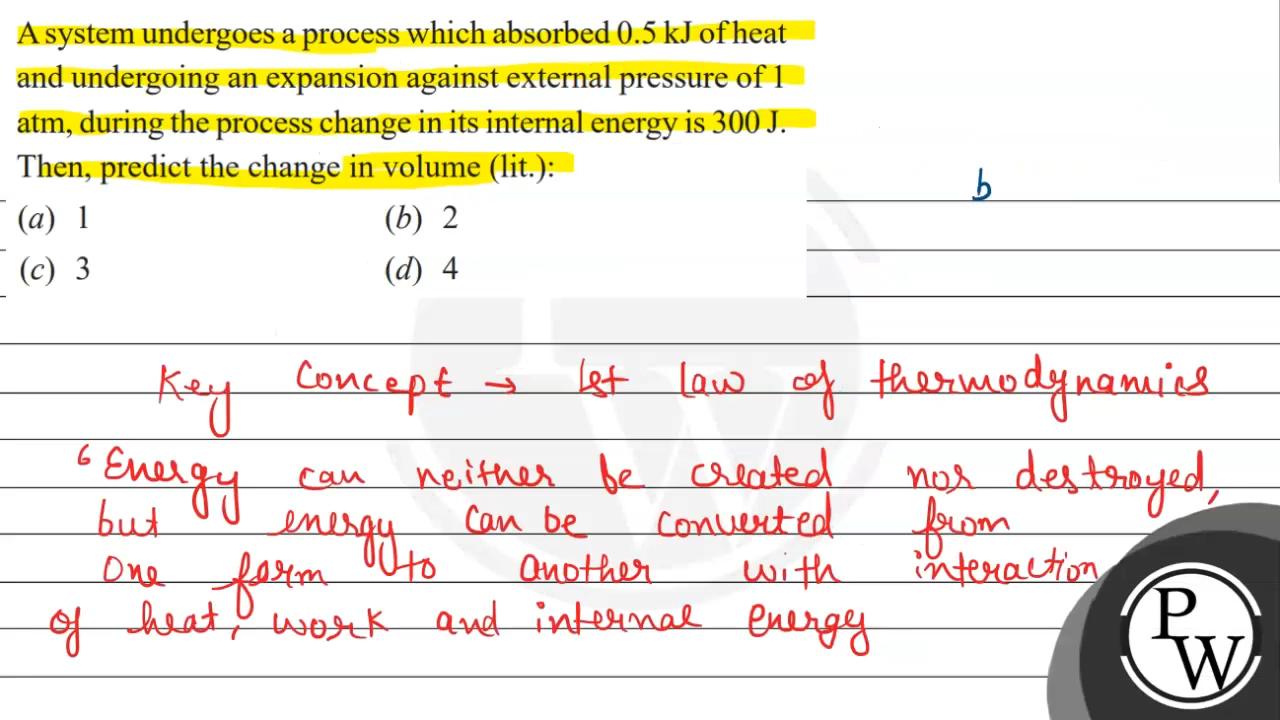 A system undergoes a process which absorbed 0.5 kJ of heat
and undergoing an expansion against external pressure of 1
atm, during the process change in its internal energy is 300 J.
Then, predict the change in volume (lit.):
(a) 1 (b) 2
(c) 3 (d) 4
b
Key Concept → Ist law of thermodynamics
“Energy can neither be created nor destroyed,
but energy can be converted from
one form to another with interaction
of heat, work and internal energy
P
W